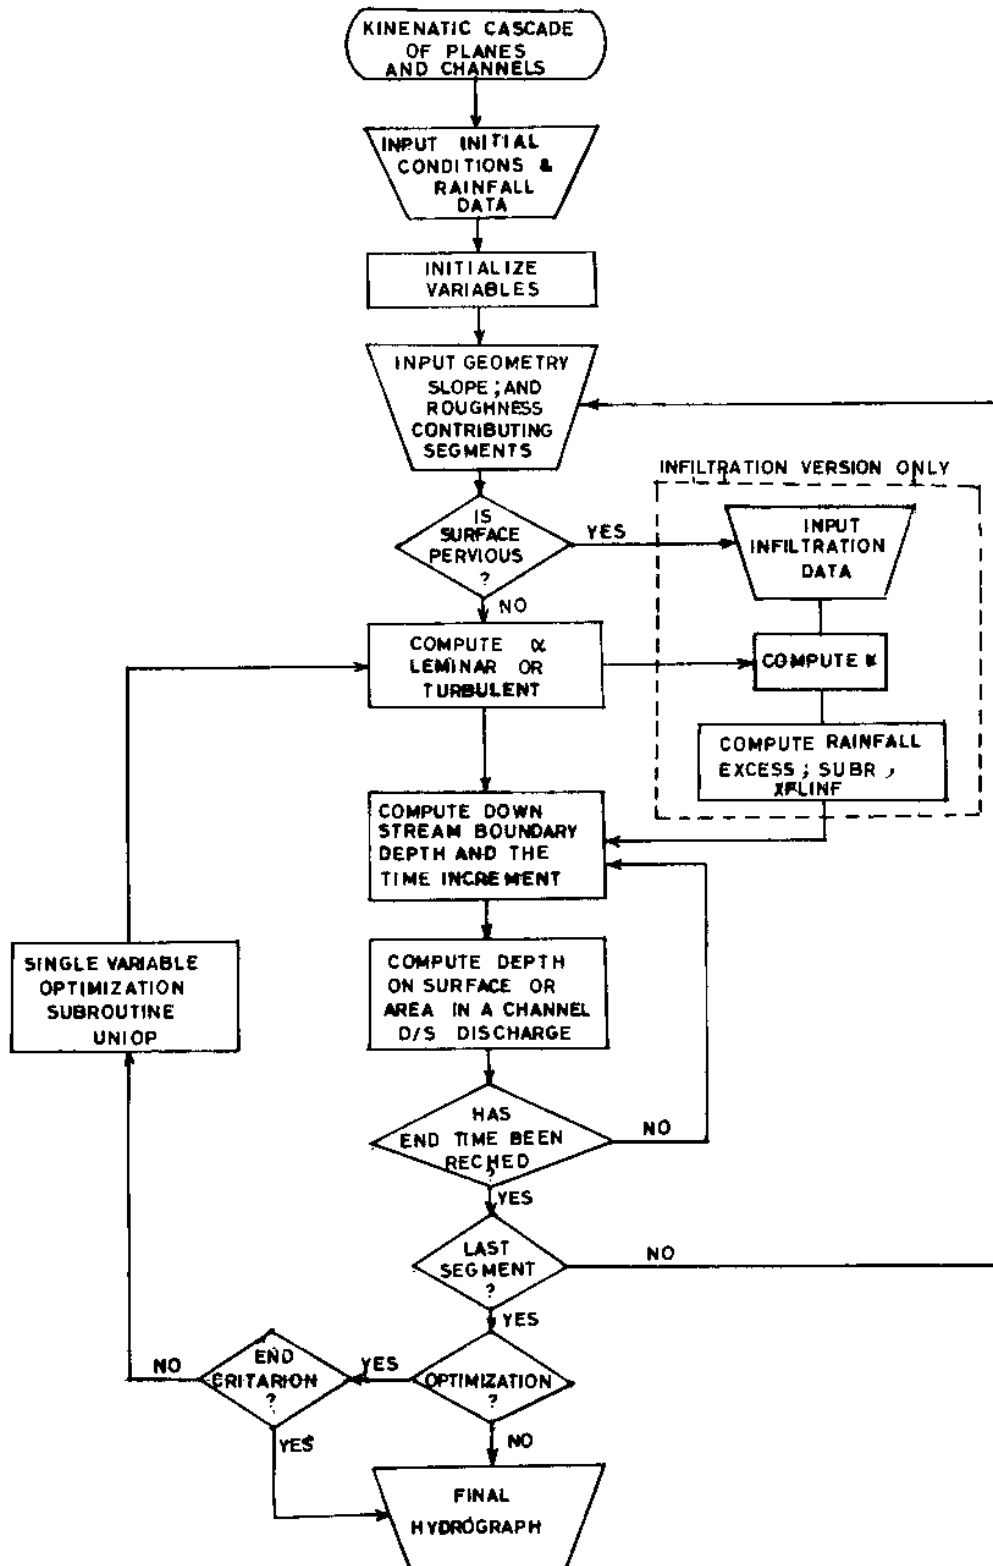 KINENATIC CASCADE
OF PLANES
AND CHANNELS
INPUT INITIAL
CONDITIONS &
RAINFALL
DATA
INITIALIZE
VARIABLES
INPUT GEOMETRY
SLOPE; AND
ROUGHNESS
CONTRIBUTING
SEGMENTS
INFILTRATION VERSION ONLY
IS
SURFACE
PERVIOUS
?
YES
INPUT
INFILTRATION
DATA
NO
COMPUTE ∝
LEMINAR OR
TURBULENT
COMPUTE K
COMPUTE RAINFALL
EXCESS; SUBR,
XFLINF
COMPUTE DOWN
STREAM BOUNDARY
DEPTH AND THE
TIME INCREMENT
SINGLE VARIABLE
OPTIMIZATION
SUBROUTINE
UNIOP
COMPUTE DEPTH
ON SURFACE OR
AREA IN A CHANNEL
D/S DISCHARGE
HAS
END TIME BEEN
RECHED
?
NO
YES
LAST
SEGMENT
?
NO
YES
OPTIMIZATION
?
YES
END
CRITARION
?
NO
YES
NO
FINAL
HYDROGRAPH